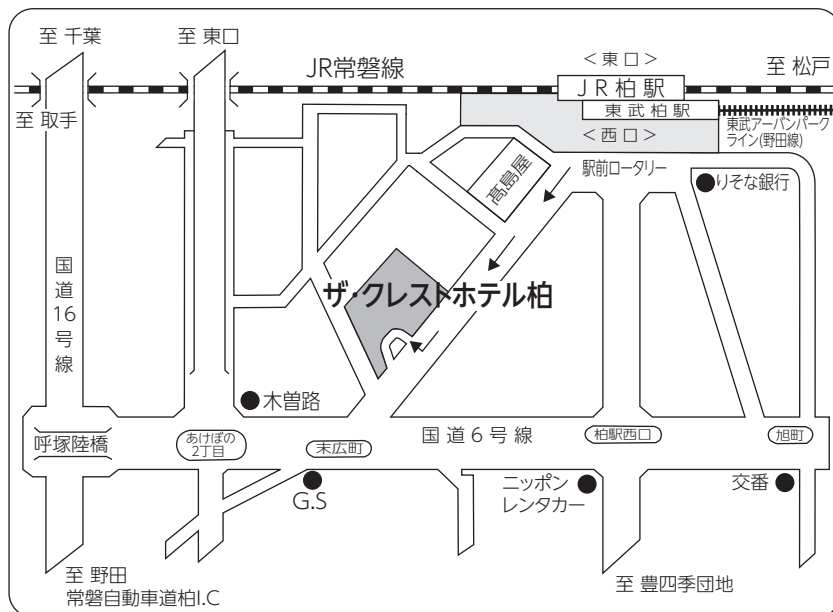 至 千葉
至 東口
JR常磐線
＜東口＞
至 松戸
JR柏駅
至 取手
東武柏駅
東武アーバンパーク
ライン(野田線)
＜西口＞
髙島屋
駅前ロータリー
りそな銀行
国道16号線
ザ・クレストホテル柏
木曽路
呼塚陸橋
あけぼの
2丁目
末広町
国道6号線
柏駅西口
旭町
G.S
ニッポン
レンタカー
交番
至 野田
常磐自動車道柏I.C
至 豊四季団地